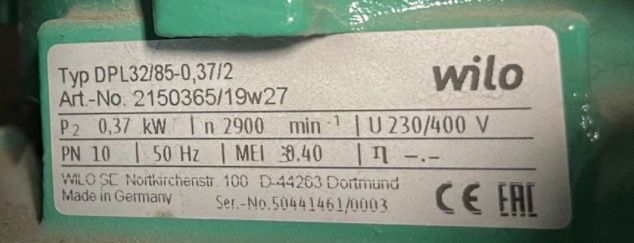 wilo
Typ DPL32/85-0,37/2
Art.-No. 2150365/19w27
P2 0,37 kW | n 2900 min -1 | U 230/400 V
PN 10 | 50 Hz | MEI ≥0.40 | η -.-
WILO SE Nortkirchenstr. 100 D-44263 Dortmund
Made in Germany Ser.-No.50441461/0003
CE EAC